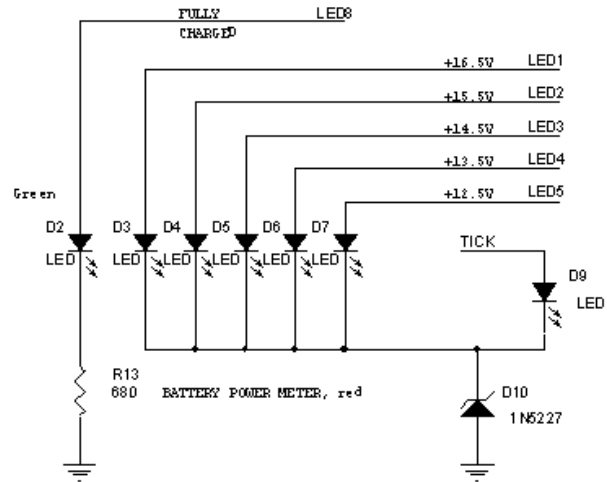 FULLY LED8
CHARGED
+16.5V LED1
+15.5V LED2
+14.5V LED3
+13.5V LED4
Green +12.5V LED5
D2 D3 D4 D5 D6 D7
TICK
LED LED LED LED LED LED
D9
LED
R13
680 BATTERY POWER METER, red
D10
1N5227